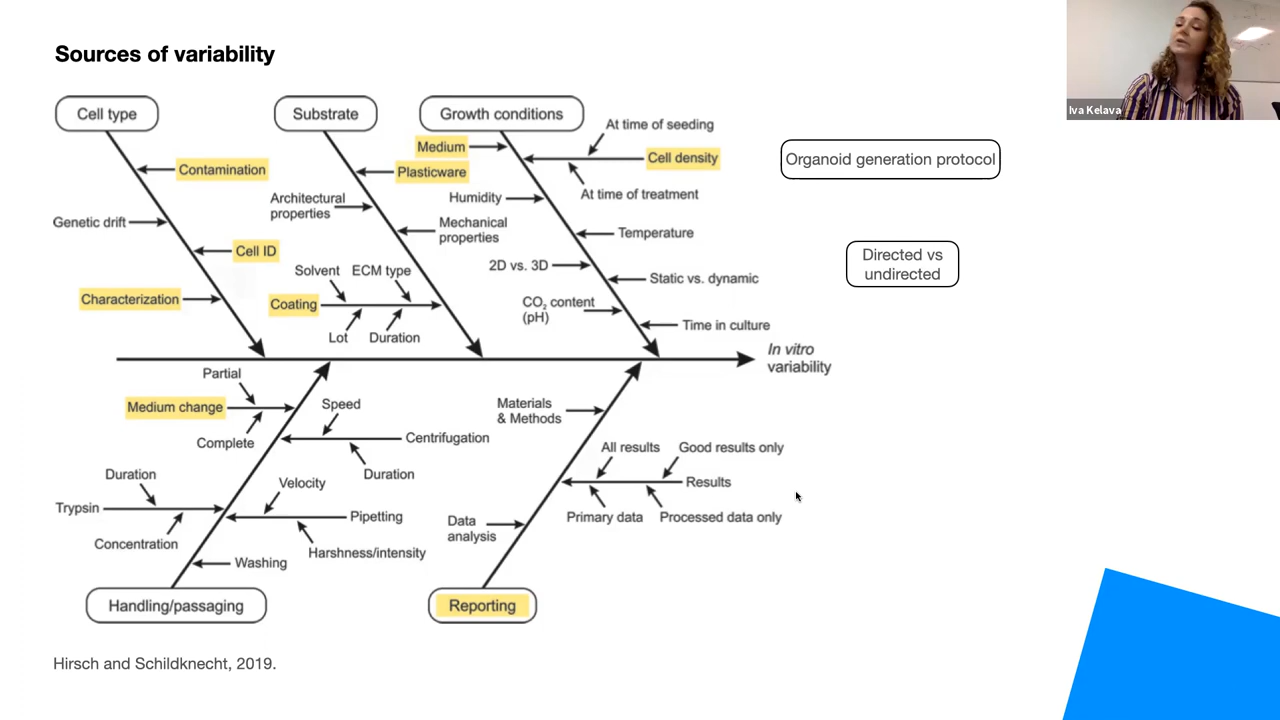 Sources of variability
Iva Kelava
Cell type
Substrate
Growth conditions
Contamination
Genetic drift
Cell ID
Characterization
Plasticware
Architectural
properties
Mechanical
properties
Solvent
ECM type
Coating
Lot
Duration
Medium
At time of seeding
Cell density
At time of treatment
Humidity
Temperature
2D vs. 3D
Static vs. dynamic
CO₂ content
(pH)
Time in culture
In vitro
variability
Organoid generation protocol
Directed vs
undirected
Partial
Medium change
Complete
Speed
Centrifugation
Duration
Duration
Trypsin
Concentration
Velocity
Pipetting
Harshness/intensity
Washing
Handling/passaging
Materials
& Methods
All results
Good results only
Results
Primary data
Processed data only
Data
analysis
Reporting
Hirsch and Schildknecht, 2019.